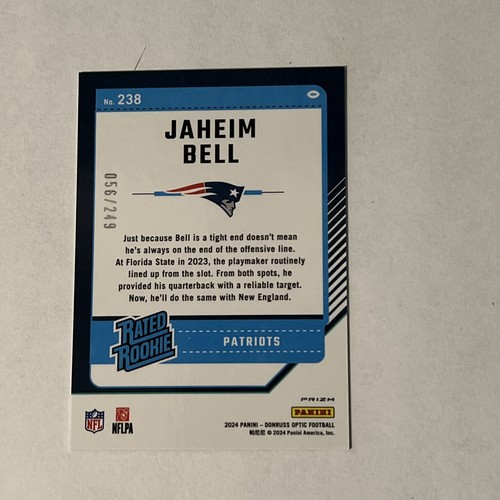 No. 238
JAHEIM
BELL
056/249
Just because Bell is a tight end doesn't mean
he's always on the end of the offensive line.
At Florida State in 2023, the playmaker routinely
lined up from the slot. From both spots, he
provided his quarterback with a reliable target.
Now, he'll do the same with New England.
RATED
ROOKIE
PATRIOTS
PRIZM
PANINI
NFL
NFLPA
2024 PANINI – DONRUSS OPTIC FOOTBALL
帕尼尼 © 2024 Panini America, Inc.